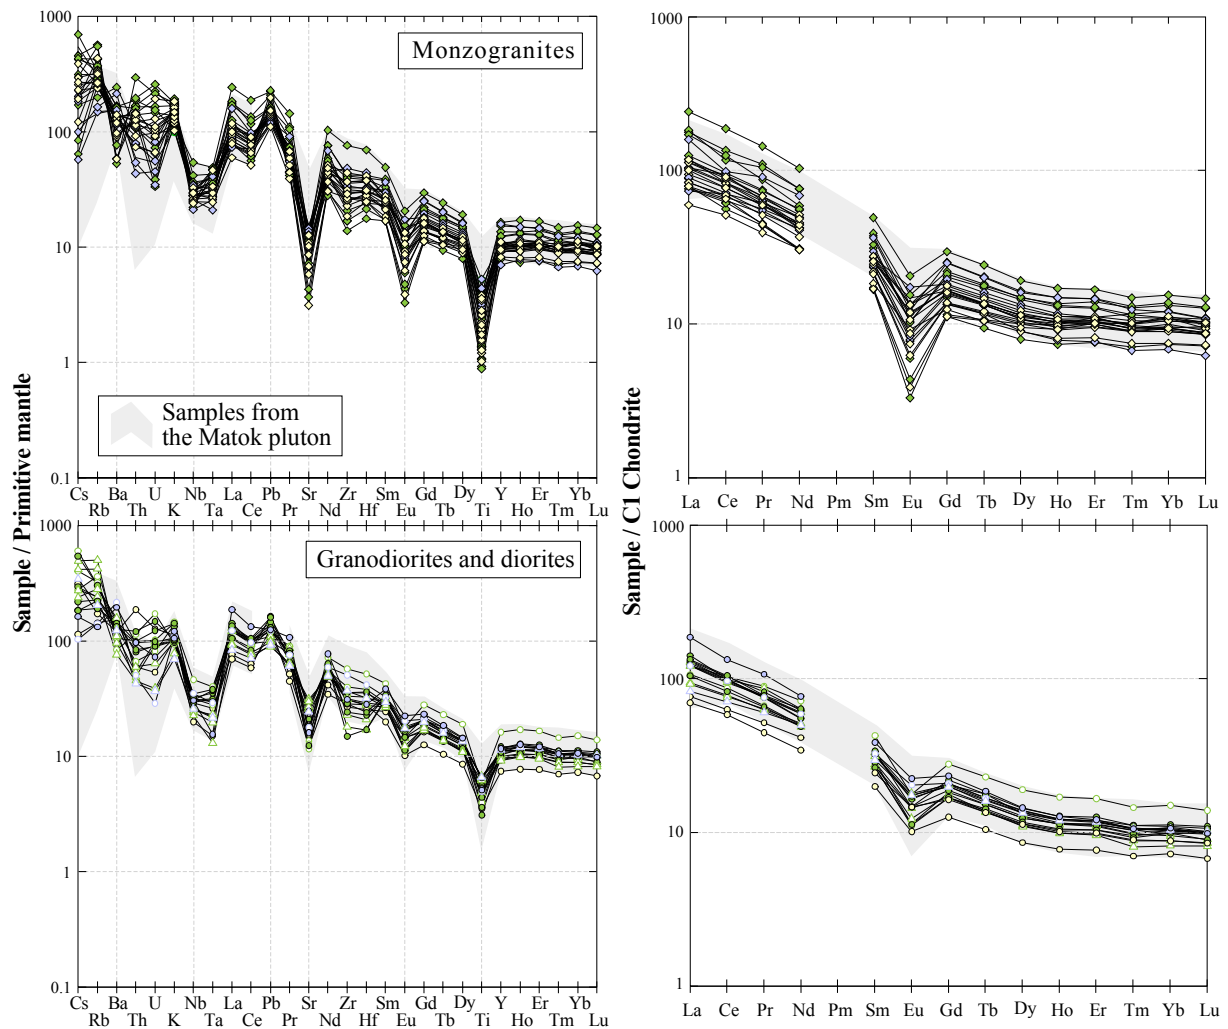 Sample / Primitive mantle
1000
100
10
1
0.1
Monzogranites
Samples from
the Matok pluton
Cs Ba U Nb La Pb Sr Zr Sm Gd Dy Y Er Yb
Rb Th K Ta Ce Pr Nd Hf Eu Tb Ti Ho Tm Lu
Sample / C1 Chondrite
1000
100
10
1
La Ce Pr Nd Pm Sm Eu Gd Tb Dy Ho Er Tm Yb Lu
1000
100
10
1
0.1
Granodiorites and diorites
Cs Ba U Nb La Pb Sr Zr Sm Gd Dy Y Er Yb
Rb Th K Ta Ce Pr Nd Hf Eu Tb Ti Ho Tm Lu
1000
100
10
1
La Ce Pr Nd Pm Sm Eu Gd Tb Dy Ho Er Tm Yb Lu